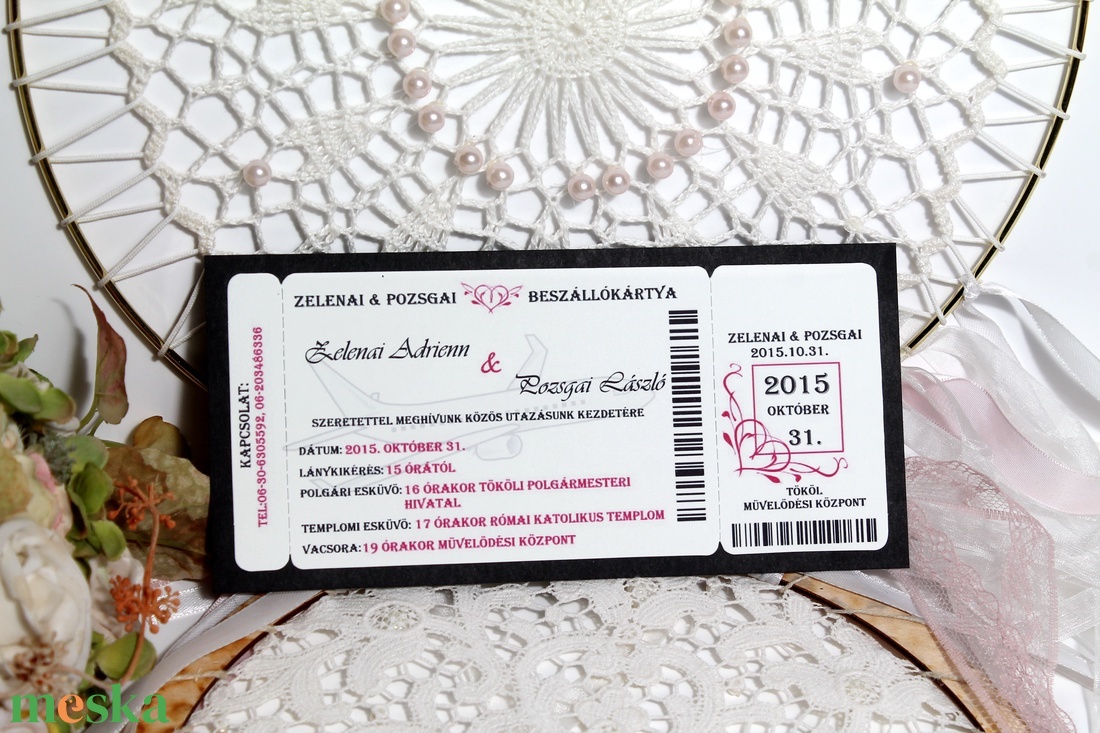 KAPCSOLAT:
TEL:06-30-6305592, 06-203486336
ZELENAI & POZSGAI BESZÁLLÓKÁRTYA
Zelenai Adrienn
&
Pozsgai László
SZERETETTEL MEGHÍVUNK KÖZÖS UTAZÁSUNK KEZDETÉRE
DÁTUM: 2015. OKTÓBER 31.
LÁNYKIKÉRÉS: 15 ÓRÁTÓL
POLGÁRI ESKÜVŐ: 16 ÓRAKOR TÖKÖLI POLGÁRMESTERI
HIVATAL
TEMPLOMI ESKÜVŐ: 17 ÓRAKOR RÓMAI KATOLIKUS TEMPLOM
VACSORA: 19 ÓRAKOR MŰVELŐDÉSI KÖZPONT
ZELENAI & POZSGAI
2015.10.31.
2015
OKTÓBER
31.
TÖKÖL
MŰVELŐDÉSI KÖZPONT
meska